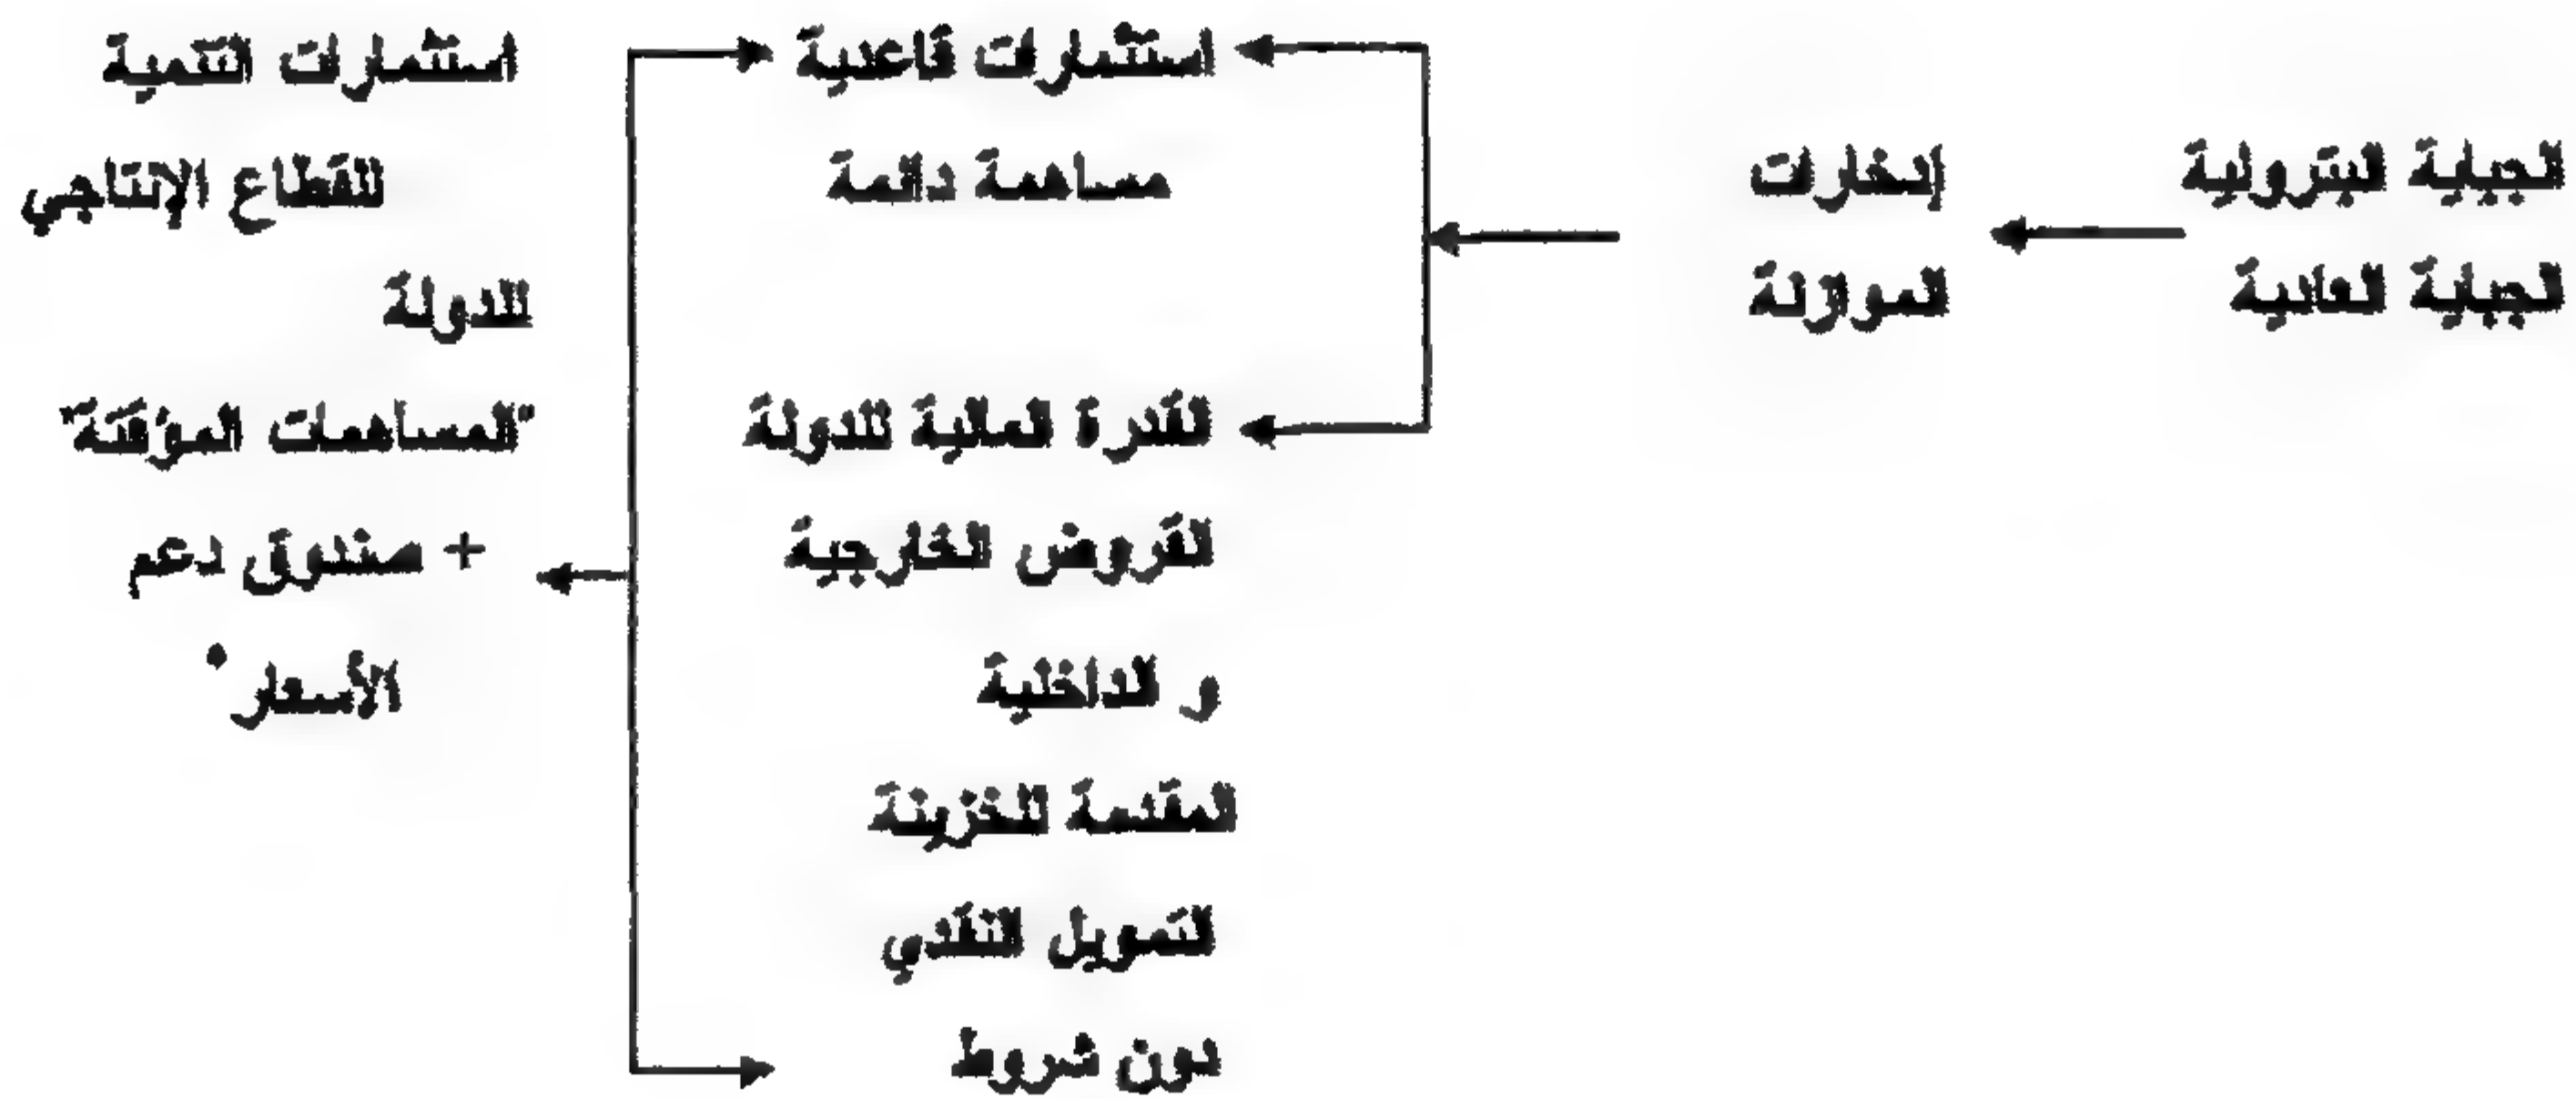 الجباية البترولية
الجباية العادية
إدخارات
الموازنة
استثمارات قاعدية
مساهمة دائمة
القدرة المالية للدولة
القروض الخارجية
و الداخلية
المقدمة للخزينة
التمويل النقدي
دون شروط
استثمارات التنمية
للقطاع الإنتاجي
للدولة
"المساهمات المؤقتة"
+ صندوق دعم
الأسعار